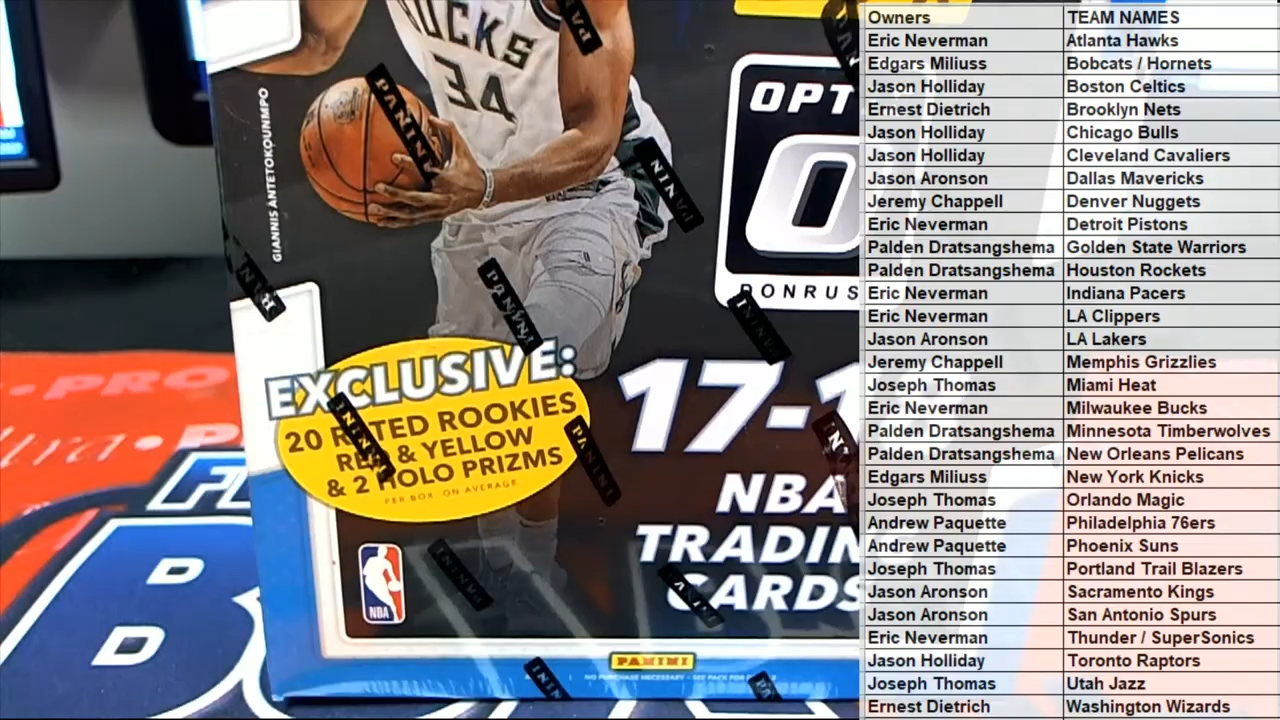 BUCKS
34
GIANNIS ANTETOKOUNMPO
PANINI
OPT
DONRUS
EXCLUSIVE:
20 RATED ROOKIES
RED & YELLOW
& 2 HOLO PRIZMS
PER BOX, ON AVERAGE
17-1
NBA
TRADIN
CARDS
NBA
PANINI
Owners TEAM NAMES
Eric Neverman Atlanta Hawks
Edgars Miliuss Bobcats / Hornets
Jason Holliday Boston Celtics
Ernest Dietrich Brooklyn Nets
Jason Holliday Chicago Bulls
Jason Holliday Cleveland Cavaliers
Jason Aronson Dallas Mavericks
Jeremy Chappell Denver Nuggets
Eric Neverman Detroit Pistons
Palden Dratsangshema Golden State Warriors
Palden Dratsangshema Houston Rockets
Eric Neverman Indiana Pacers
Eric Neverman LA Clippers
Jason Aronson LA Lakers
Jeremy Chappell Memphis Grizzlies
Joseph Thomas Miami Heat
Eric Neverman Milwaukee Bucks
Palden Dratsangshema Minnesota Timberwolves
Palden Dratsangshema New Orleans Pelicans
Edgars Miliuss New York Knicks
Joseph Thomas Orlando Magic
Andrew Paquette Philadelphia 76ers
Andrew Paquette Phoenix Suns
Joseph Thomas Portland Trail Blazers
Jason Aronson Sacramento Kings
Jason Aronson San Antonio Spurs
Eric Neverman Thunder / SuperSonics
Jason Holliday Toronto Raptors
Joseph Thomas Utah Jazz
Ernest Dietrich Washington Wizards